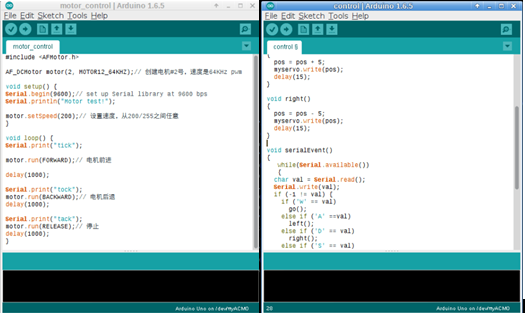 motor_control | Arduino 1.6.5
File Edit Sketch Tools Help
motor_control
#include <AFMotor.h>
AF_DCMotor motor(2, MOTOR12_64KHZ);// 创建电机#2号，速度是64KHz pwm
void setup() {
Serial.begin(9600);// set up Serial library at 9600 bps
Serial.println("Motor test!");
motor.setSpeed(200);// 设置速度，从200/255之间任意
}
void loop() {
Serial.print("tick");
motor.run(FORWARD);// 电机前进
delay(1000);
Serial.print("tock");
motor.run(BACKWARD);// 电机后退
delay(1000);
Serial.print("tack");
motor.run(RELEASE);// 停止
delay(1000);
}
control | Arduino 1.6.5
File Edit Sketch Tools Help
control §
{
pos = pos + 5;
myservo.write(pos);
delay(15);
}
void right()
{
pos = pos - 5;
myservo.write(pos);
delay(15);
}
void serialEvent()
{
while(Serial.available())
{
char val = Serial.read();
Serial.write(val);
if (-1 != val) {
if ('W' == val)
go();
else if ('A' ==val)
left();
else if ('D' == val)
right();
else if ('S' == val)
Arduino Uno on /dev/ttyACM0
20
Arduino Uno on /dev/ttyACM0